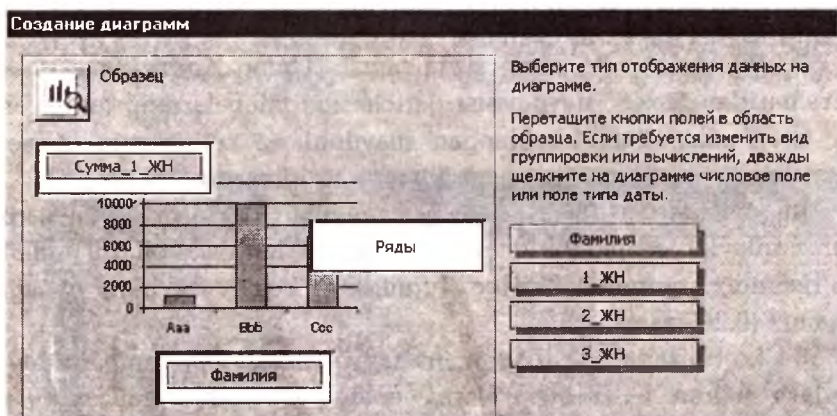 Создание диаграмм
Образец
Сумма_1_ЖН
10000
8000
6000
4000
2000
0
Ряды
Aaa
Bbb
Ccc
Фамилия
Выберите тип отображения данных на
диаграмме.
Перетащите кнопки полей в область
образца. Если требуется изменить вид
группировки или вычислений, дважды
щелкните на диаграмме числовое поле
или поле типа даты.
Фамилия
1_ЖН
2_ЖН
3_ЖН